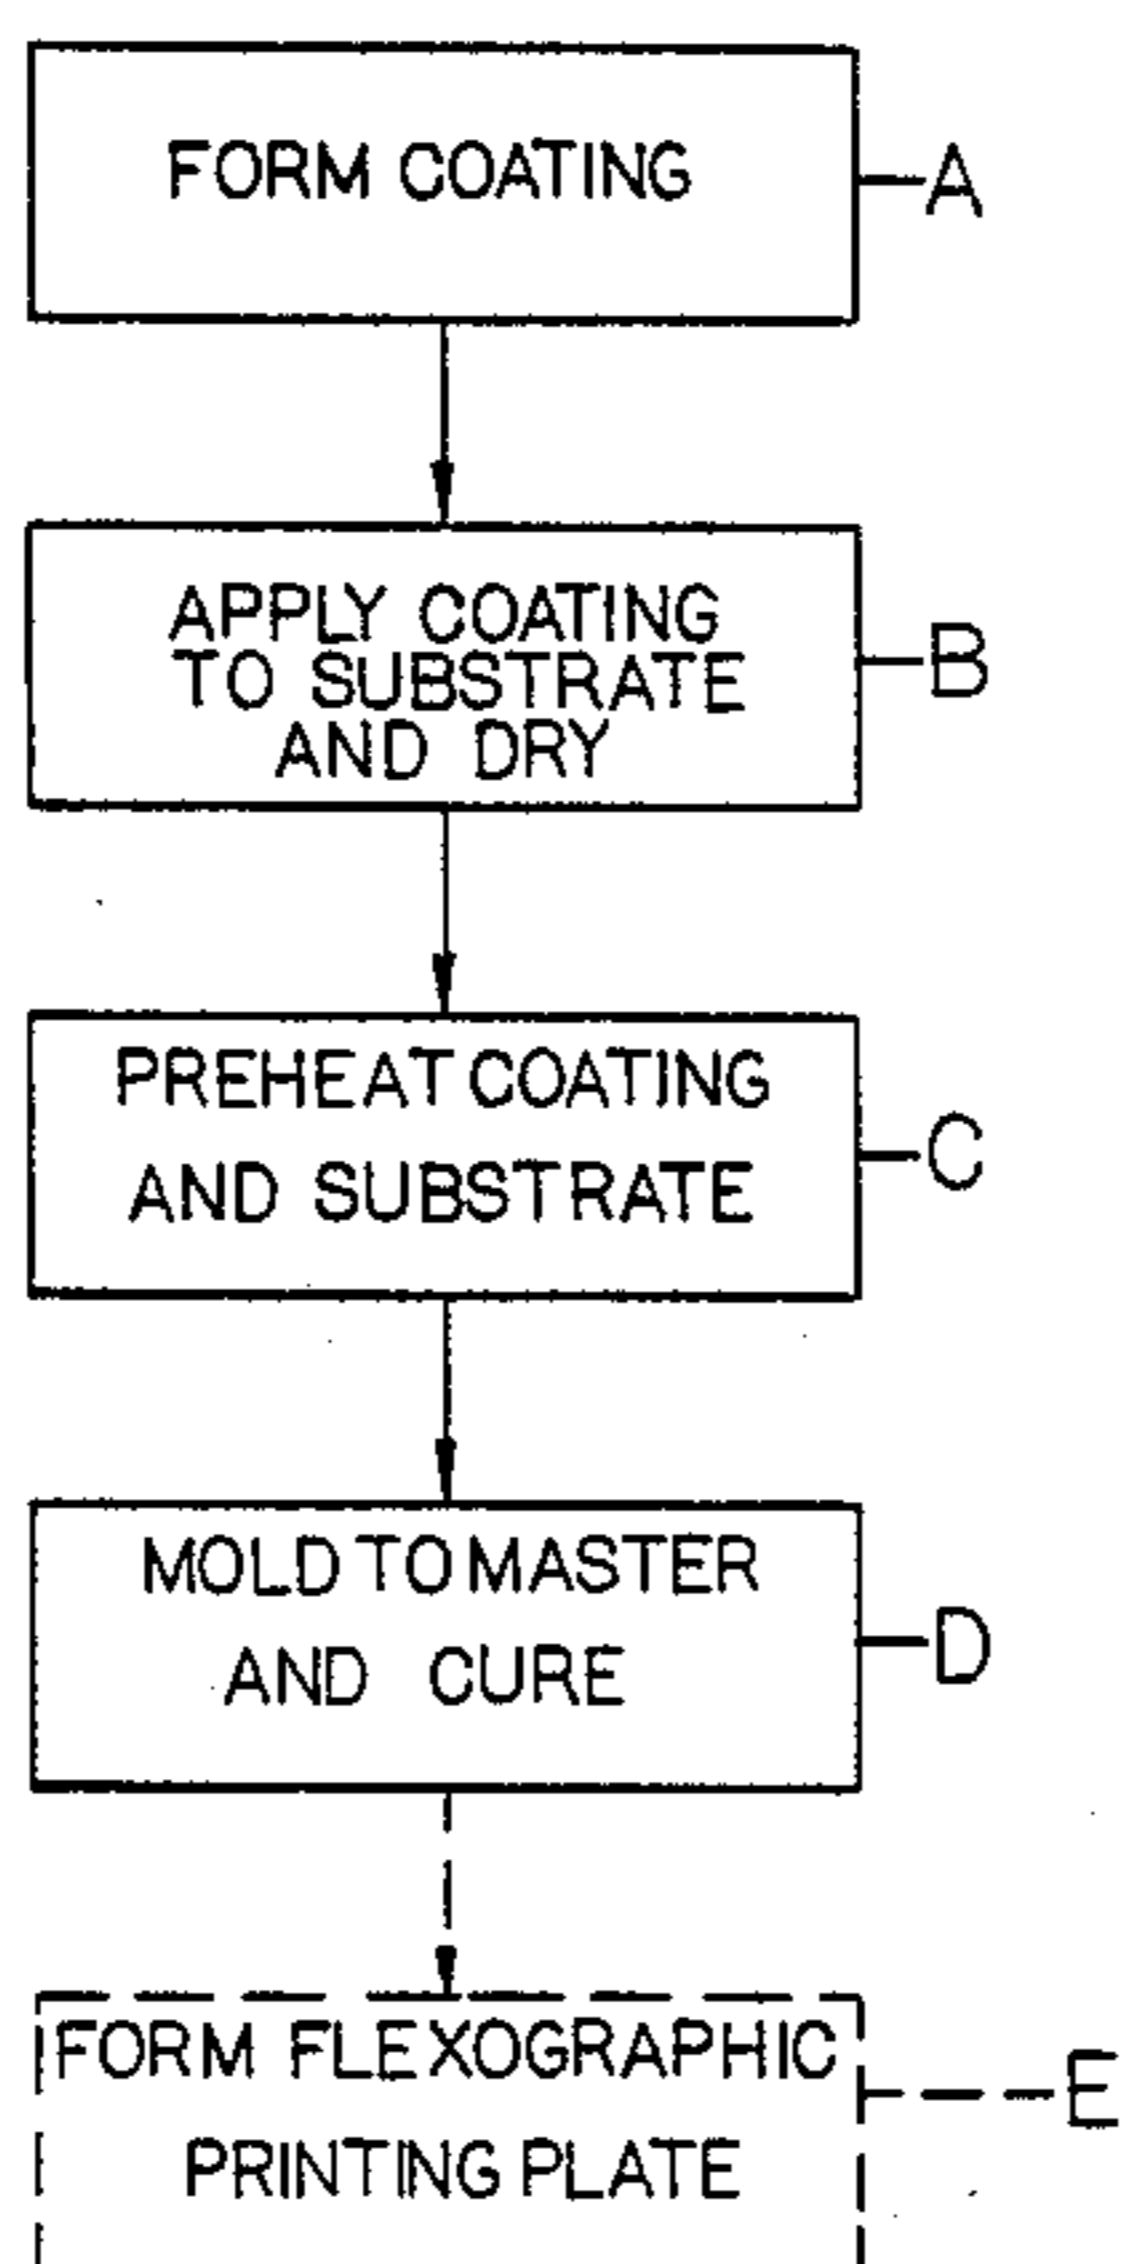 FORM COATING
A
APPLY COATING
TO SUBSTRATE
AND DRY
B
PREHEAT COATING
AND SUBSTRATE
C
MOLD TO MASTER
AND CURE
D
FORM FLEXOGRAPHIC
E
PRINTING PLATE